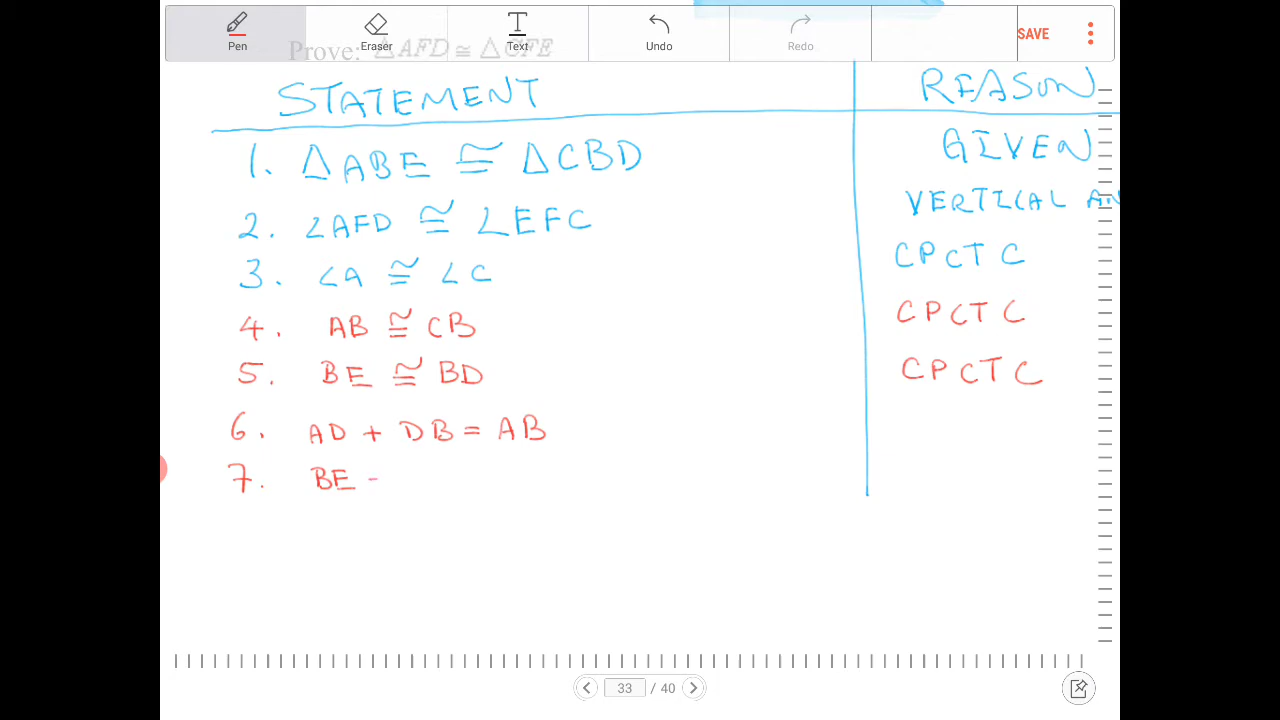 Pen Eraser Text Undo Redo SAVE
Prove: △AFD ≅ △CFE
STATEMENT REASON
1. △ABE ≅ △CBD GIVEN
2. ∠AFD ≅ ∠EFC VERTICAL
3. ∠A ≅ ∠C CPCTC
4. AB ≅ CB CPCTC
5. BE ≅ BD CPCTC
6. AD + DB = AB
7. BE -
33 / 40